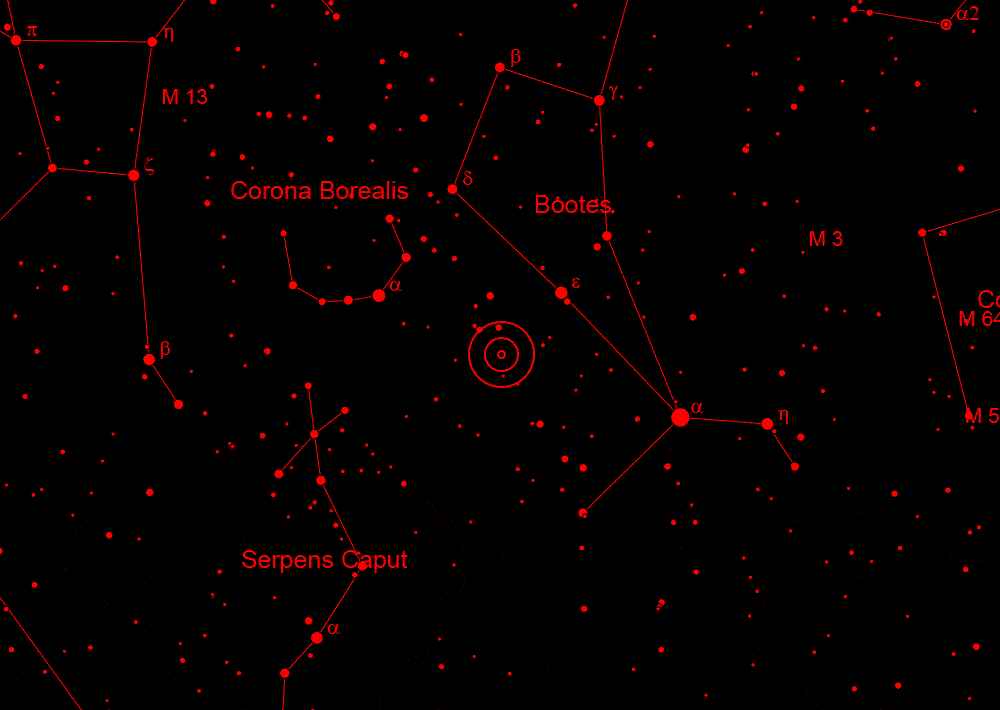 π
η
α2
β
γ
M 13
ζ
δ
Corona Borealis
Bootes
M 3
α
ε
M 64
β
α
η
Serpens Caput
α